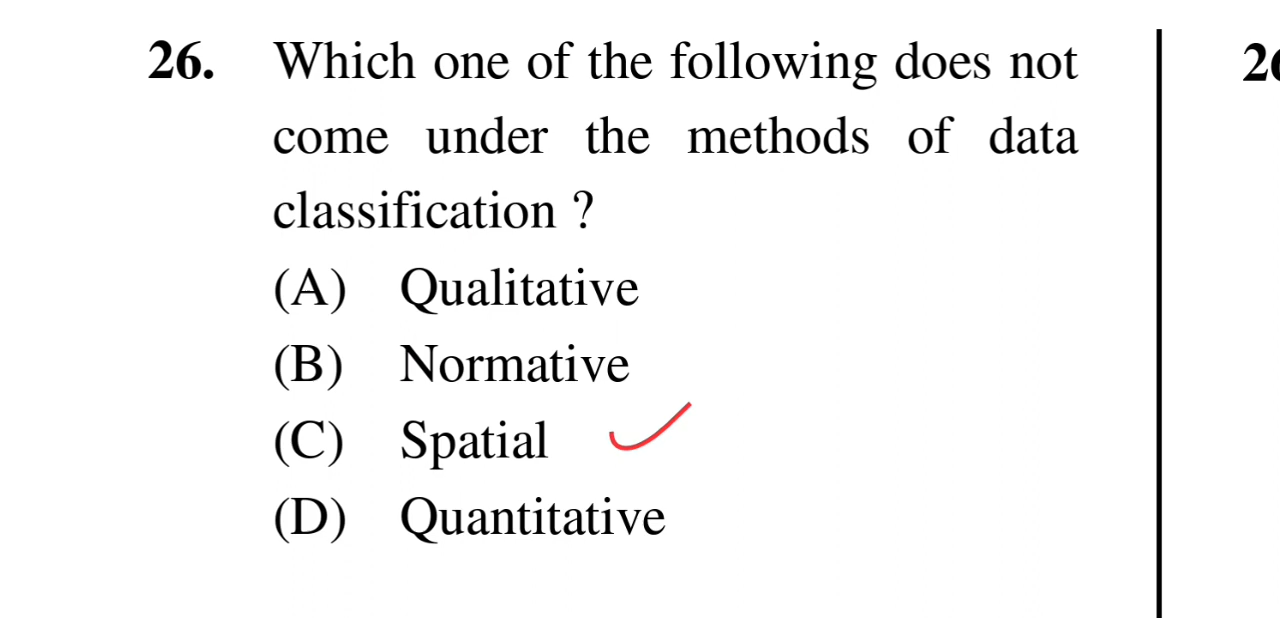 26. Which one of the following does not
come under the methods of data
classification ?
(A) Qualitative
(B) Normative
(C) Spatial
(D) Quantitative